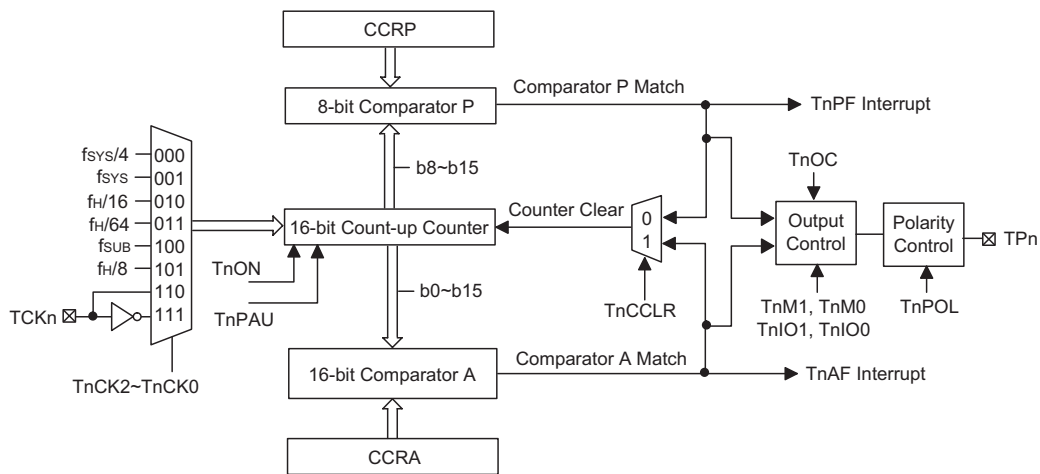 CCRP
Comparator P Match
8-bit Comparator P
TnPF Interrupt
fSYS/4
000
fSYS
001
fH/16
010
fH/64
011
fSUB
100
fH/8
101
110
111
TCKn
TnCK2~TnCK0
b8~b15
TnOC
16-bit Count-up Counter
Counter Clear
0
1
Output
Control
Polarity
Control
TPn
TnON
TnPAU
b0~b15
TnCCLR
TnM1, TnM0
TnIO1, TnIO0
TnPOL
Comparator A Match
16-bit Comparator A
TnAF Interrupt
CCRA